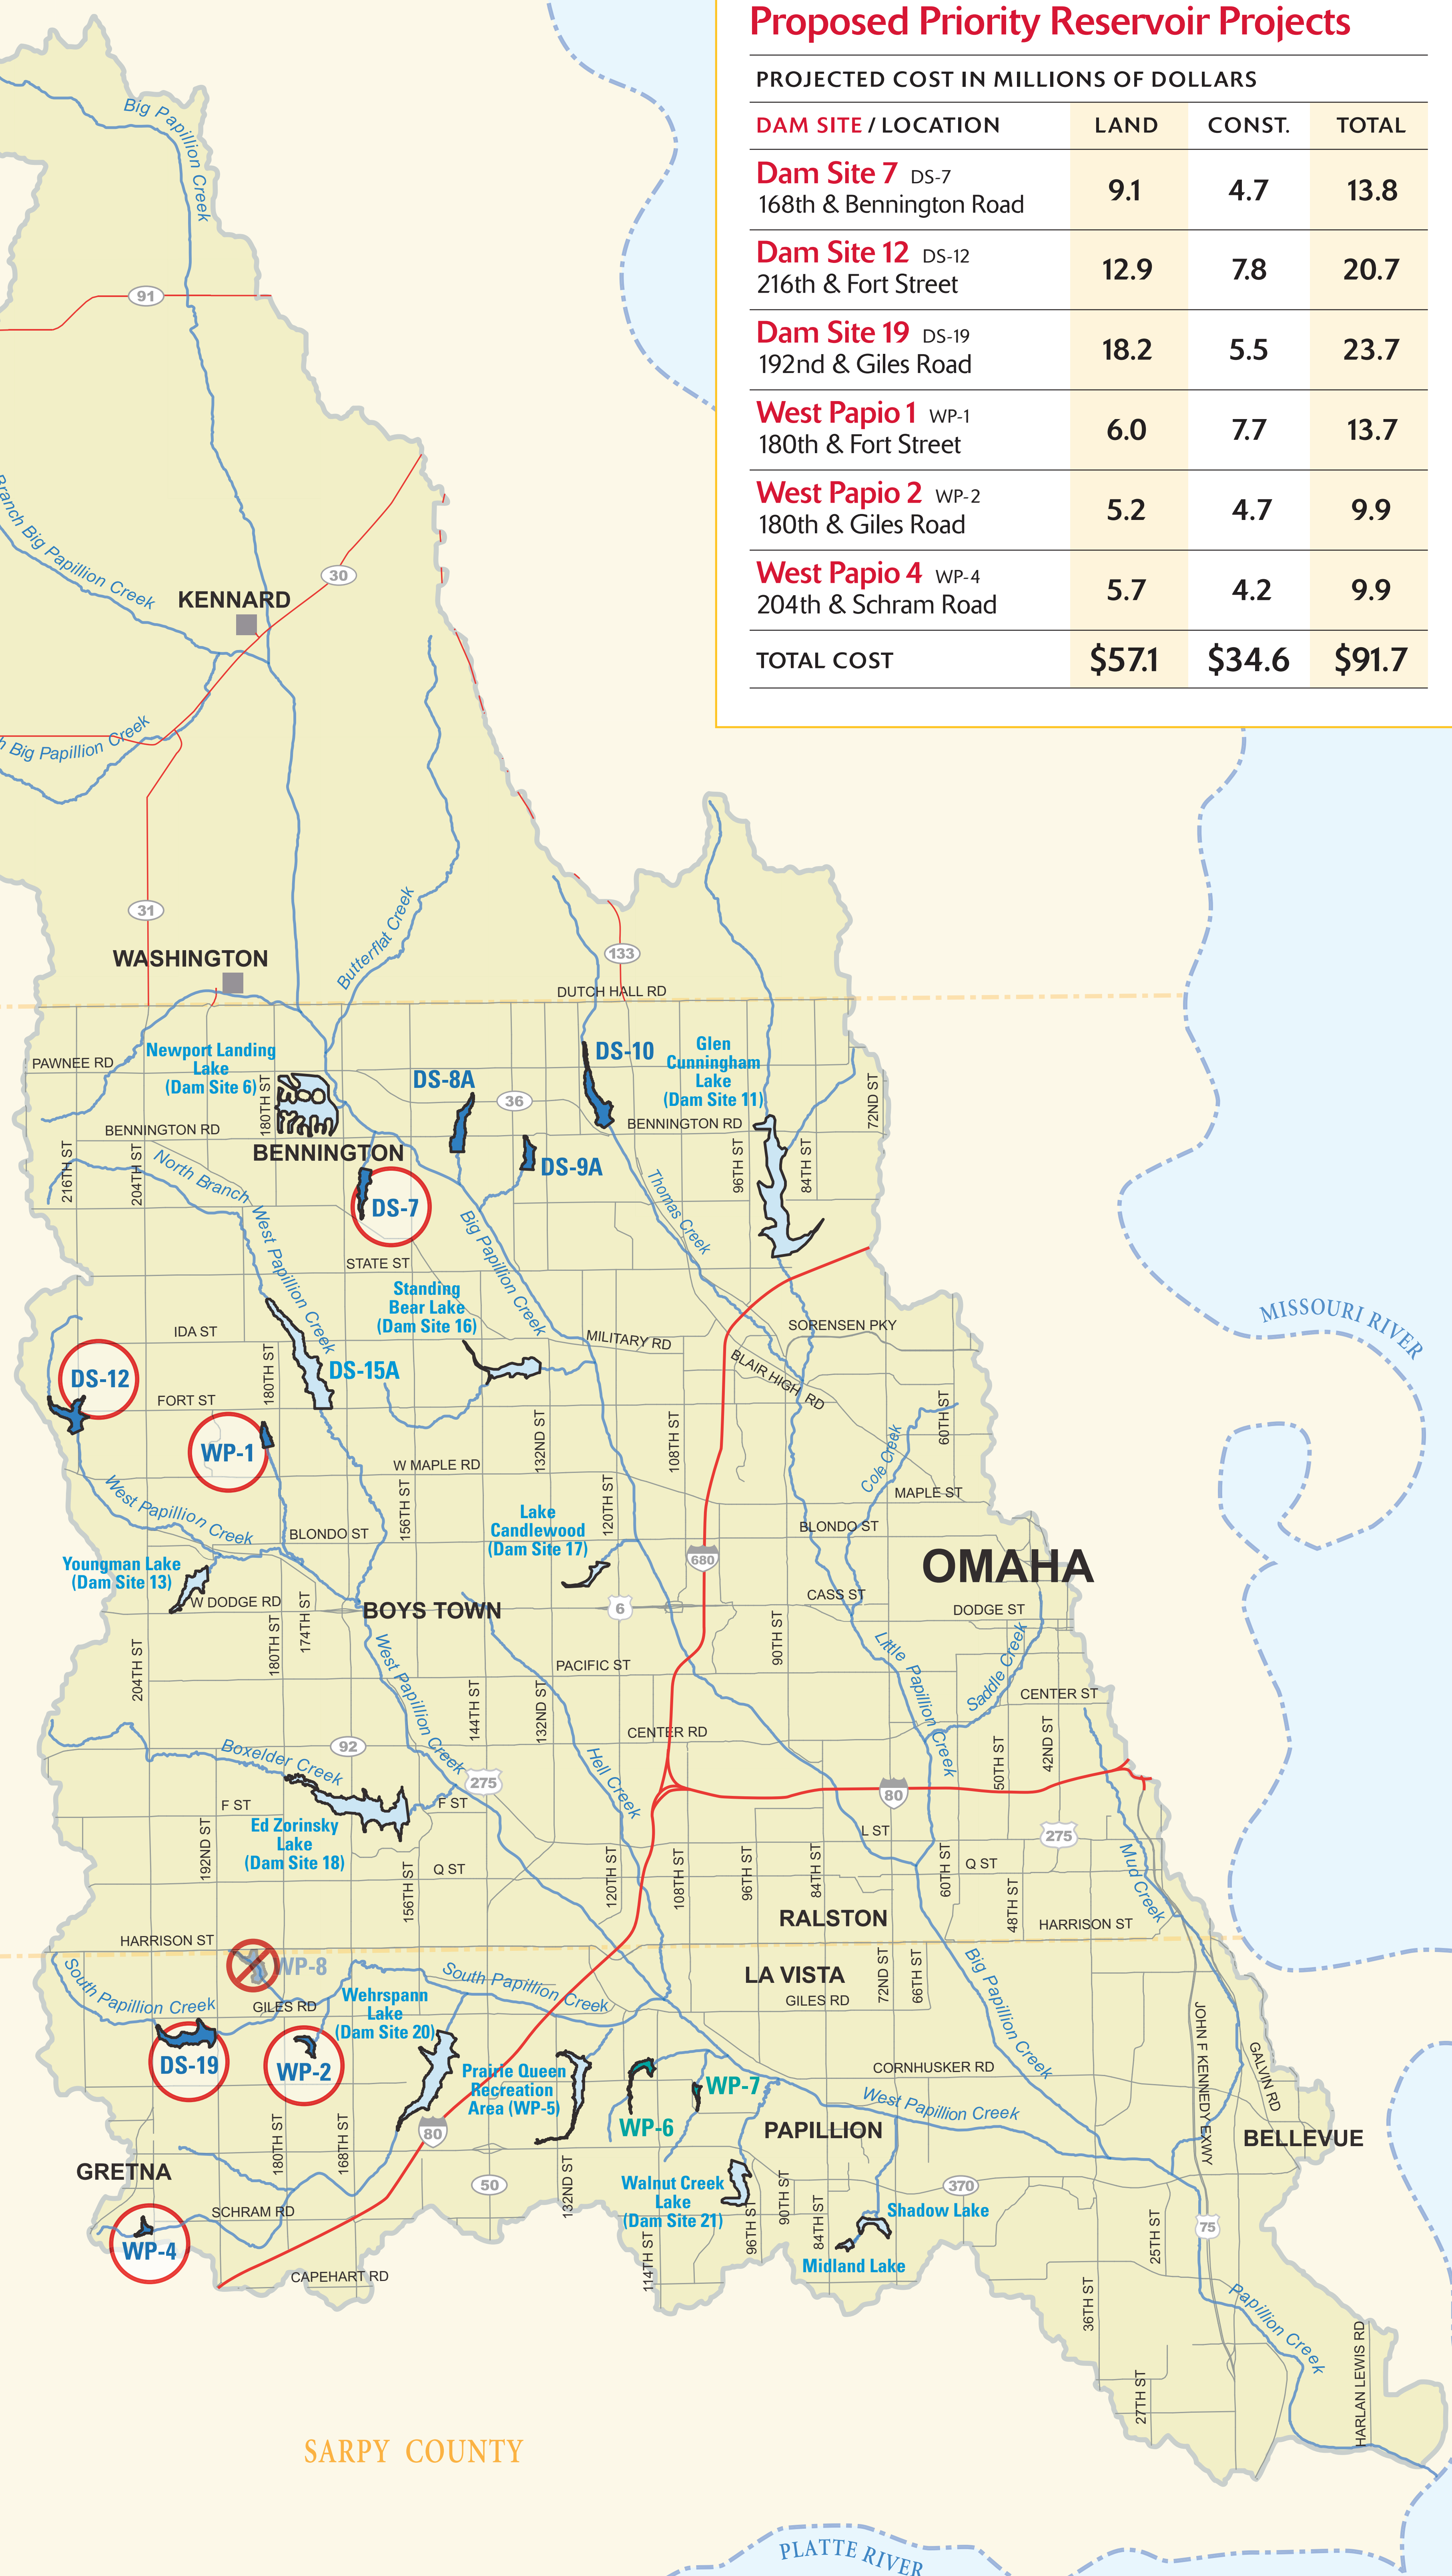 Proposed Priority Reservoir Projects
PROJECTED COST IN MILLIONS OF DOLLARS
DAM SITE / LOCATION LAND CONST. TOTAL
Dam Site 7 DS-7
168th & Bennington Road
9.1 4.7 13.8
Dam Site 12 DS-12
216th & Fort Street
12.9 7.8 20.7
Dam Site 19 DS-19
192nd & Giles Road
18.2 5.5 23.7
West Papio 1 WP-1
180th & Fort Street
6.0 7.7 13.7
West Papio 2 WP-2
180th & Giles Road
5.2 4.7 9.9
West Papio 4 WP-4
204th & Schram Road
5.7 4.2 9.9
TOTAL COST $57.1 $34.6 $91.7
Big Papillion Creek
91
Branch Big Papillion Creek
30
KENNARD
Big Papillion Creek
31
WASHINGTON
Butterflat Creek
133
DUTCH HALL RD
PAWNEE RD
Newport Landing
Lake
(Dam Site 6)
180TH ST
DS-8A
36
DS-10
Glen
Cunningham
Lake
(Dam Site 11)
72ND ST
BENNINGTON RD
BENNINGTON RD
BENNINGTON
216TH ST
204TH ST
North Branch West Papillion Creek
DS-9A
96TH ST
84TH ST
DS-7
Thomas Creek
Big Papillion Creek
STATE ST
Standing
Bear Lake
(Dam Site 16)
MISSOURI RIVER
IDA ST
MILITARY RD
SORENSEN PKY
BLAIR HIGH RD
DS-12
180TH ST
DS-15A
FORT ST
WP-1
132ND ST
108TH ST
60TH ST
Cole Creek
W MAPLE RD
MAPLE ST
West Papillion Creek
156TH ST
120TH ST
Lake
Candlewood
(Dam Site 17)
BLONDO ST
BLONDO ST
680
OMAHA
Youngman Lake
(Dam Site 13)
W DODGE RD
BOYS TOWN
6
CASS ST
DODGE ST
204TH ST
180TH ST
174TH ST
90TH ST
West Papillion Creek
Little Papillion Creek
Saddle Creek
PACIFIC ST
144TH ST
132ND ST
CENTER ST
CENTER RD
42ND ST
50TH ST
92
Boxelder Creek
275
Hell Creek
80
F ST
F ST
Ed Zorinsky
Lake
(Dam Site 18)
192ND ST
L ST
275
156TH ST
Q ST
120TH ST
108TH ST
96TH ST
84TH ST
60TH ST
Q ST
48TH ST
Mud Creek
RALSTON
HARRISON ST
HARRISON ST
WP-8
South Papillion Creek
South Papillion Creek
LA VISTA
72ND ST
66TH ST
Big Papillion Creek
GILES RD
GILES RD
Wehrspann
Lake
(Dam Site 20)
JOHN F KENNEDY EXWY
GALVIN RD
DS-19
WP-2
Prairie Queen
Recreation
Area (WP-5)
CORNHUSKER RD
WP-7
WP-6
West Papillion Creek
PAPILLION
BELLEVUE
80
180TH ST
168TH ST
GRETNA
50
132ND ST
Walnut Creek
Lake
(Dam Site 21)
96TH ST
90TH ST
84TH ST
370
SCHRAM RD
Shadow Lake
WP-4
Midland Lake
114TH ST
25TH ST
75
CAPEHART RD
36TH ST
Papillion Creek
27TH ST
HARLAN LEWIS RD
SARPY COUNTY
PLATTE RIVER